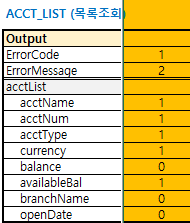 ACCT_LIST (목록조회)
Output
ErrorCode 1
ErrorMessage 2
acctList
acctName 1
acctNum 1
acctType 1
currency 1
balance 0
availableBal 1
branchName 0
openDate 0